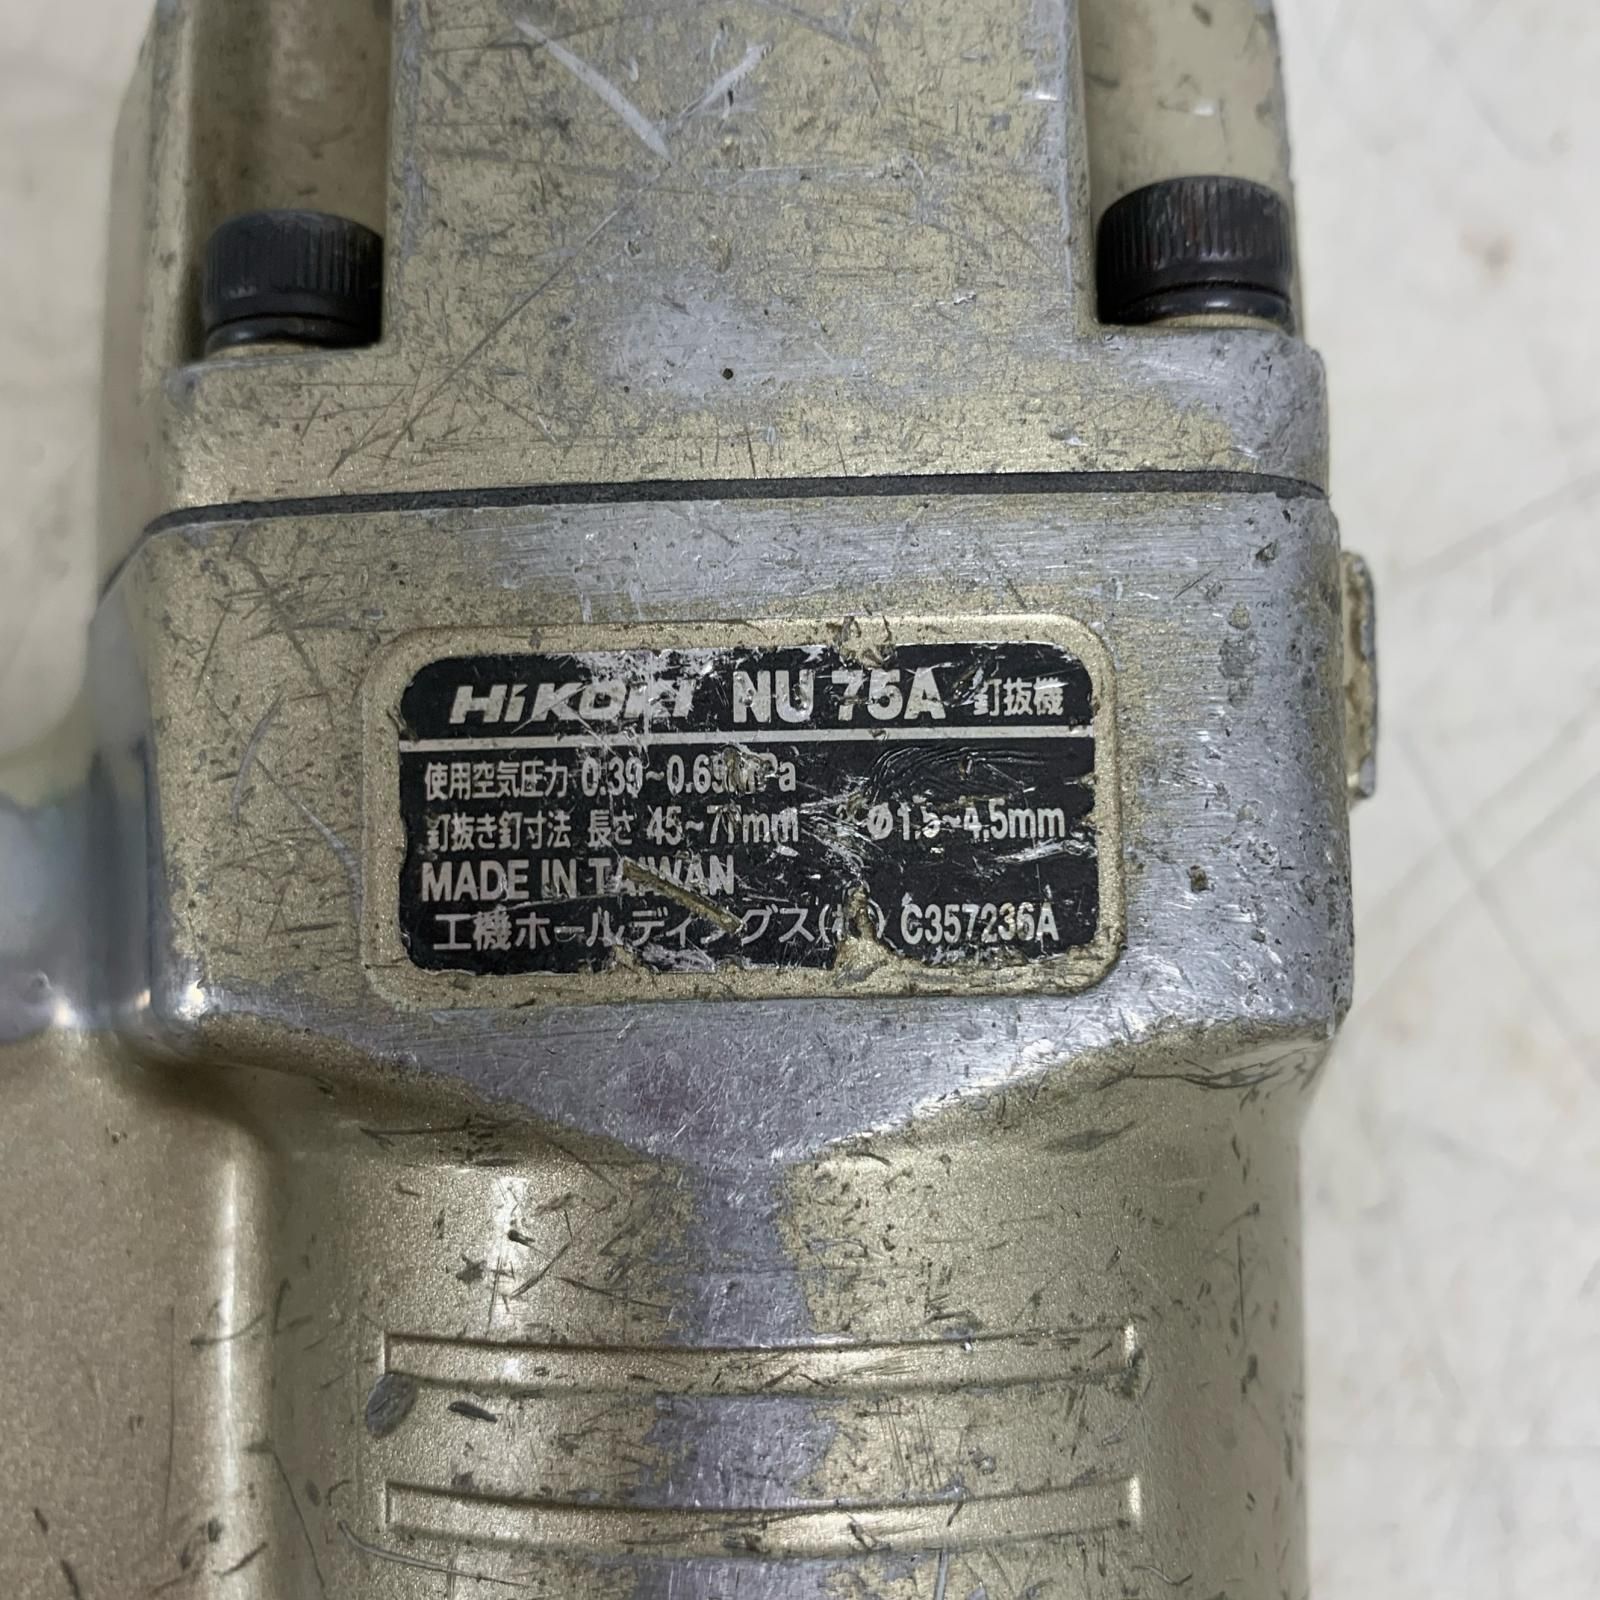 HiKOKI NU 75A 釘抜機
使用空気圧力 0.39~0.69MPa
釘抜き釘寸法 長さ 45~ mm Φ1.5~4.5mm
MADE IN TAIWAN
工機ホールディングス(株) C357236A